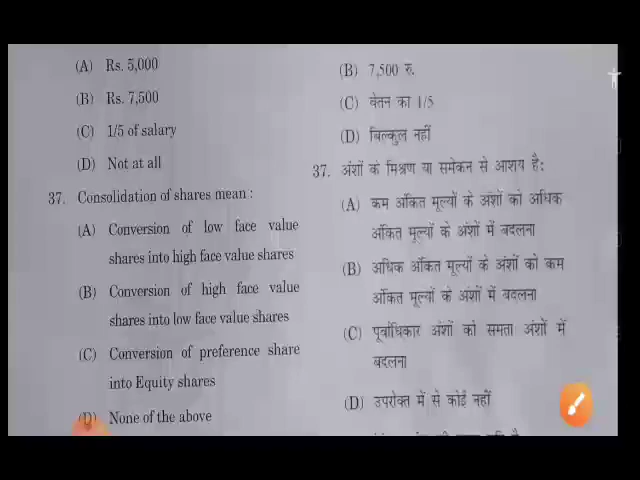 (A) Rs. 5,000
(B) Rs. 7,500
(C) 1/5 of salary
(D) Not at all
37. Consolidation of shares mean :
(A) Conversion of low face value
shares into high face value shares
(B) Conversion of high face value
shares into low face value shares
(C) Conversion of preference share
into Equity shares
(D) None of the above
(B) 7,500 रु.
(C) वेतन का 1/5
(D) बिल्कुल नहीं
37. अंशों के मिश्रण या समेकन से आशय है:
(A) कम अंकित मूल्यों के अंशों को अधिक
अंकित मूल्यों के अंशों में बदलना
(B) अधिक अंकित मूल्यों के अंशों को कम
अंकित मूल्यों के अंशों में बदलना
(C) पूर्वाधिकार अंशों को समता अंशों में
बदलना
(D) उपरोक्त में से कोई नहीं